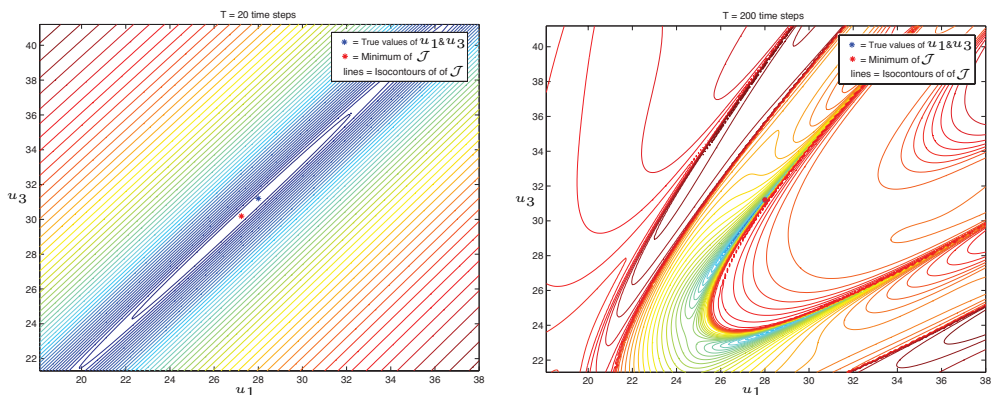 T = 20 time steps
* = True values of u₁&u₃
* = Minimum of 𝒥
lines = Isocontours of of 𝒥
40
38
36
34
32
30
28
26
24
22
u₃
20 22 24 26 28 30 32 34 36 38
u₁
T = 200 time steps
* = True values of u₁&u₃
* = Minimum of 𝒥
lines = Isocontours of of 𝒥
40
38
36
34
32
30
28
26
24
22
u₃
20 22 24 26 28 30 32 34 36 38
u₁